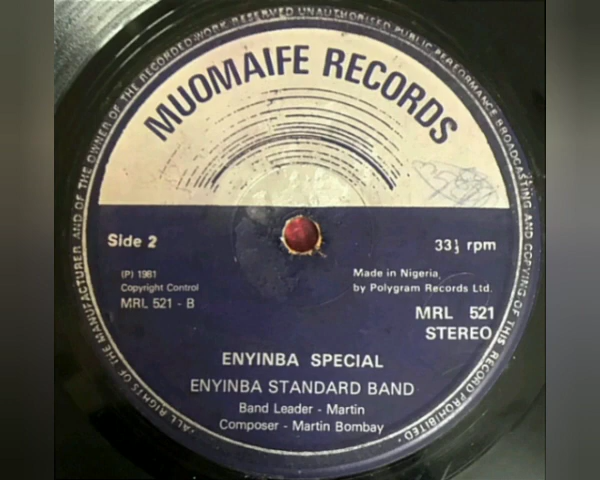 ALL RIGHTS OF THE MANUFACTURER AND OF THE OWNER OF THE RECORDED WORK RESERVED UNAUTHORISED PUBLIC PERFORMANCE BROADCASTING AND COPYING OF THIS RECORD PROHIBITED
MUOMAIFE RECORDS
Side 2
33⅓ rpm
(P) 1981
Copyright Control
MRL 521 - B
Made in Nigeria
by Polygram Records Ltd.
MRL 521
STEREO
ENYINBA SPECIAL
ENYINBA STANDARD BAND
Band Leader - Martin
Composer - Martin Bombay